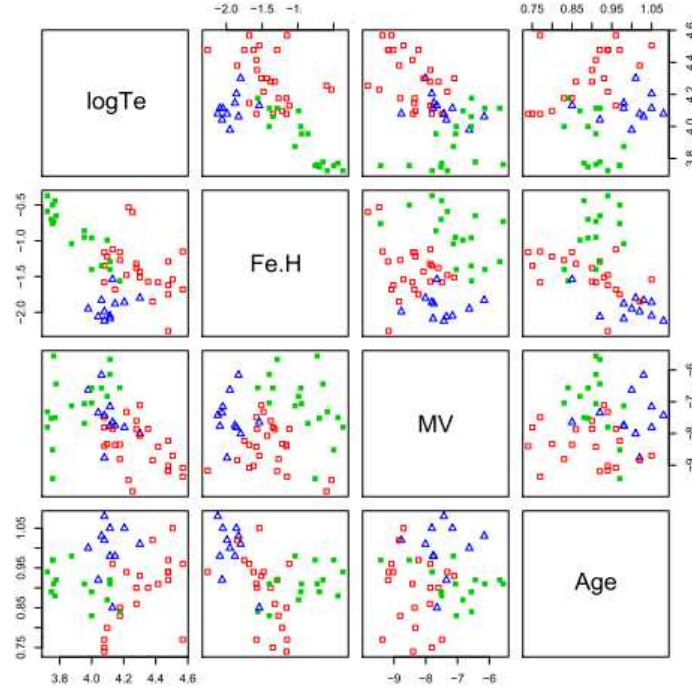 −2.0 −1.5 −1. 0.75 0.85 0.95 1.05
logTe
3.8 4.0 4.2 4.4 4.6
−2.0 −1.5 −1.0 −0.5
Fe.H
MV
−9 −8 −7 −6
0.75 0.85 0.95 1.05
Age
3.8 4.0 4.2 4.4 4.6 −9 −8 −7 −6